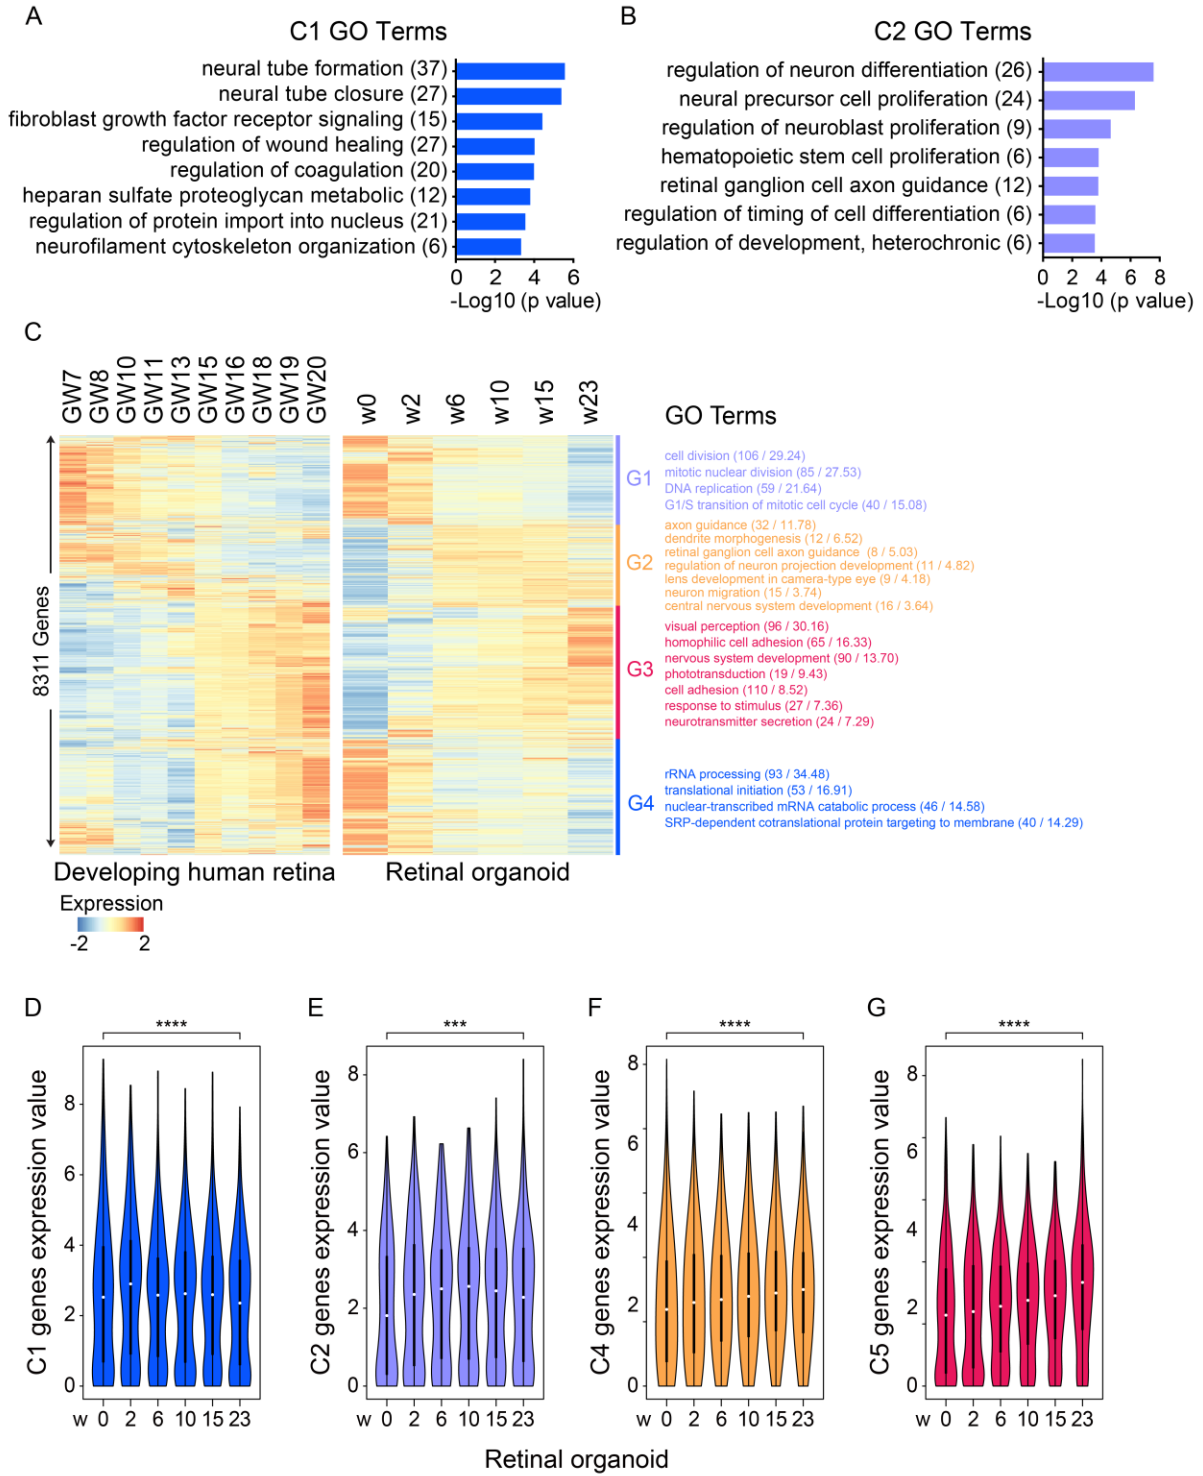 A
C1 GO Terms
neural tube formation (37)
neural tube closure (27)
fibroblast growth factor receptor signaling (15)
regulation of wound healing (27)
regulation of coagulation (20)
heparan sulfate proteoglycan metabolic (12)
regulation of protein import into nucleus (21)
neurofilament cytoskeleton organization (6)
0 2 4 6
-Log10 (p value)
B
C2 GO Terms
regulation of neuron differentiation (26)
neural precursor cell proliferation (24)
regulation of neuroblast proliferation (9)
hematopoietic stem cell proliferation (6)
retinal ganglion cell axon guidance (12)
regulation of timing of cell differentiation (6)
regulation of development, heterochronic (6)
0 2 4 6 8
-Log10 (p value)
C
GW7 GW8 GW10 GW11 GW13 GW15 GW16 GW18 GW19 GW20
w0 w2 w6 w10 w15 w23
8311 Genes
Developing human retina
Retinal organoid
Expression
-2 2
GO Terms
G1
cell division (106 / 29.24)
mitotic nuclear division (85 / 27.53)
DNA replication (59 / 21.64)
G1/S transition of mitotic cell cycle (40 / 15.08)
G2
axon guidance (32 / 11.78)
dendrite morphogenesis (12 / 6.52)
retinal ganglion cell axon guidance (8 / 5.03)
regulation of neuron projection development (11 / 4.82)
lens development in camera-type eye (9 / 4.18)
neuron migration (15 / 3.74)
central nervous system development (16 / 3.64)
G3
visual perception (96 / 30.16)
homophilic cell adhesion (65 / 16.33)
nervous system development (90 / 13.70)
phototransduction (19 / 9.43)
cell adhesion (110 / 8.52)
response to stimulus (27 / 7.36)
neurotransmitter secretion (24 / 7.29)
G4
rRNA processing (93 / 34.48)
translational initiation (53 / 16.91)
nuclear-transcribed mRNA catabolic process (46 / 14.58)
SRP-dependent cotranslational protein targeting to membrane (40 / 14.29)
D
****
C1 genes expression value
8
6
4
2
0
w 0 2 6 10 15 23
E
***
C2 genes expression value
8
6
4
2
0
w 0 2 6 10 15 23
F
****
C4 genes expression value
8
6
4
2
0
w 0 2 6 10 15 23
G
****
C5 genes expression value
8
6
4
2
0
w 0 2 6 10 15 23
Retinal organoid